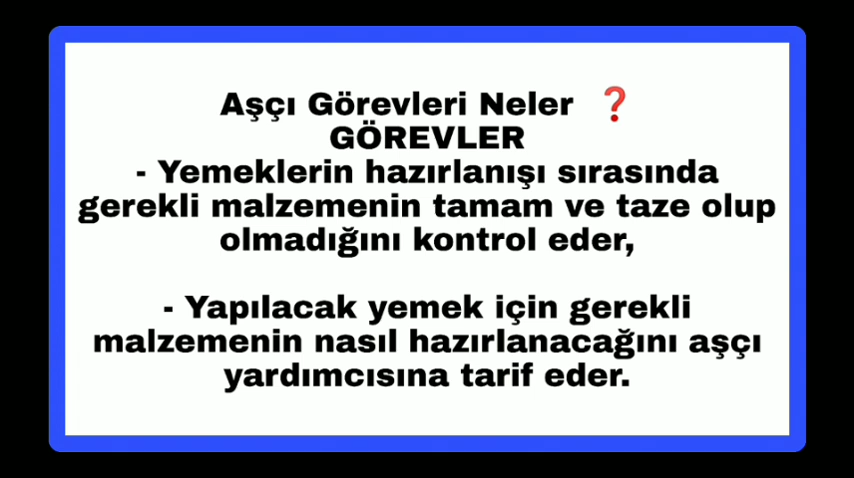 Aşçı Görevleri Neler ❓
GÖREVLER
- Yemeklerin hazırlanışı sırasında
gerekli malzemenin tamam ve taze olup
olmadığını kontrol eder,
- Yapılacak yemek için gerekli
malzemenin nasıl hazırlanacağını aşçı
yardımcısına tarif eder.